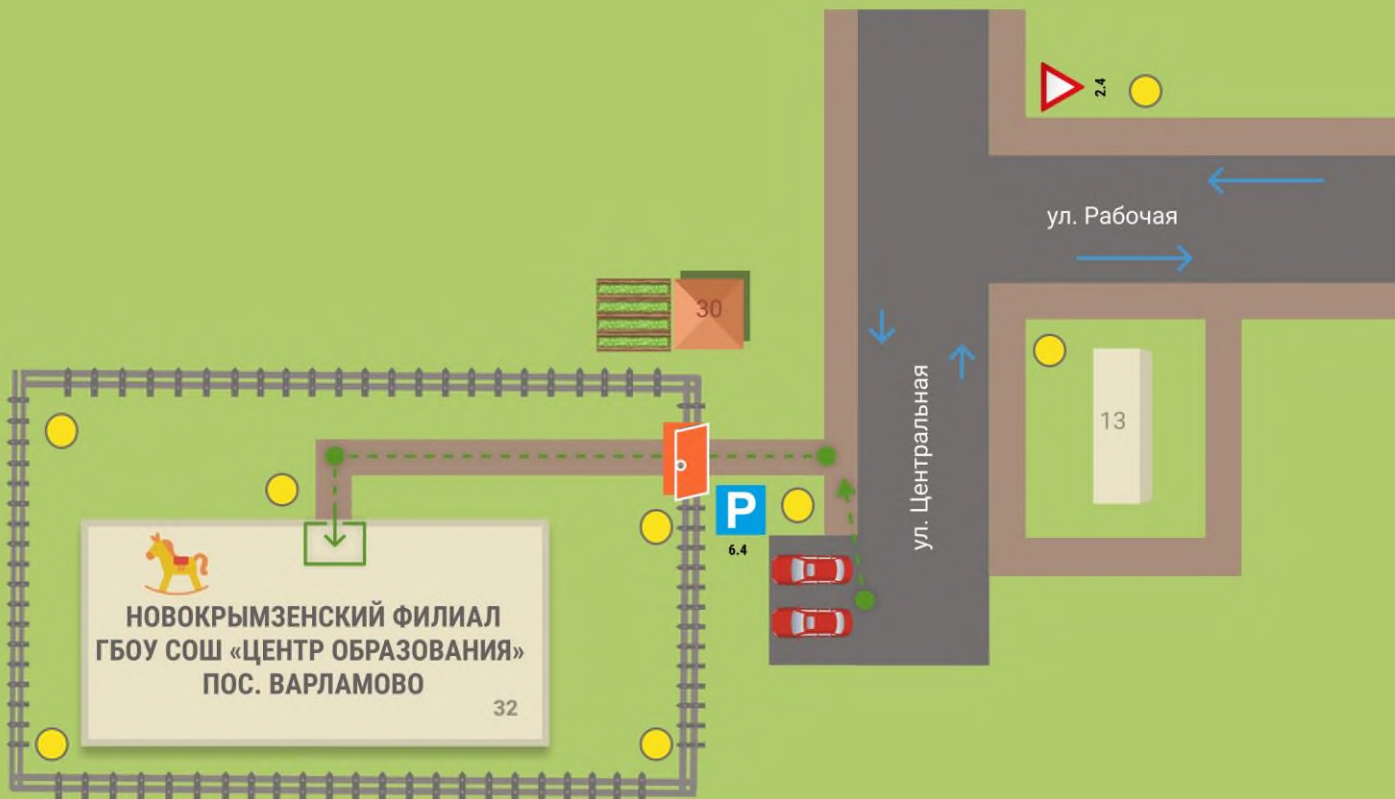 2.4
ул. Рабочая
30
ул. Центральная
13
P
6.4
НОВОКРЫМЗЕНСКИЙ ФИЛИАЛ
ГБОУ СОШ «ЦЕНТР ОБРАЗОВАНИЯ»
ПОС. ВАРЛАМОВО
32